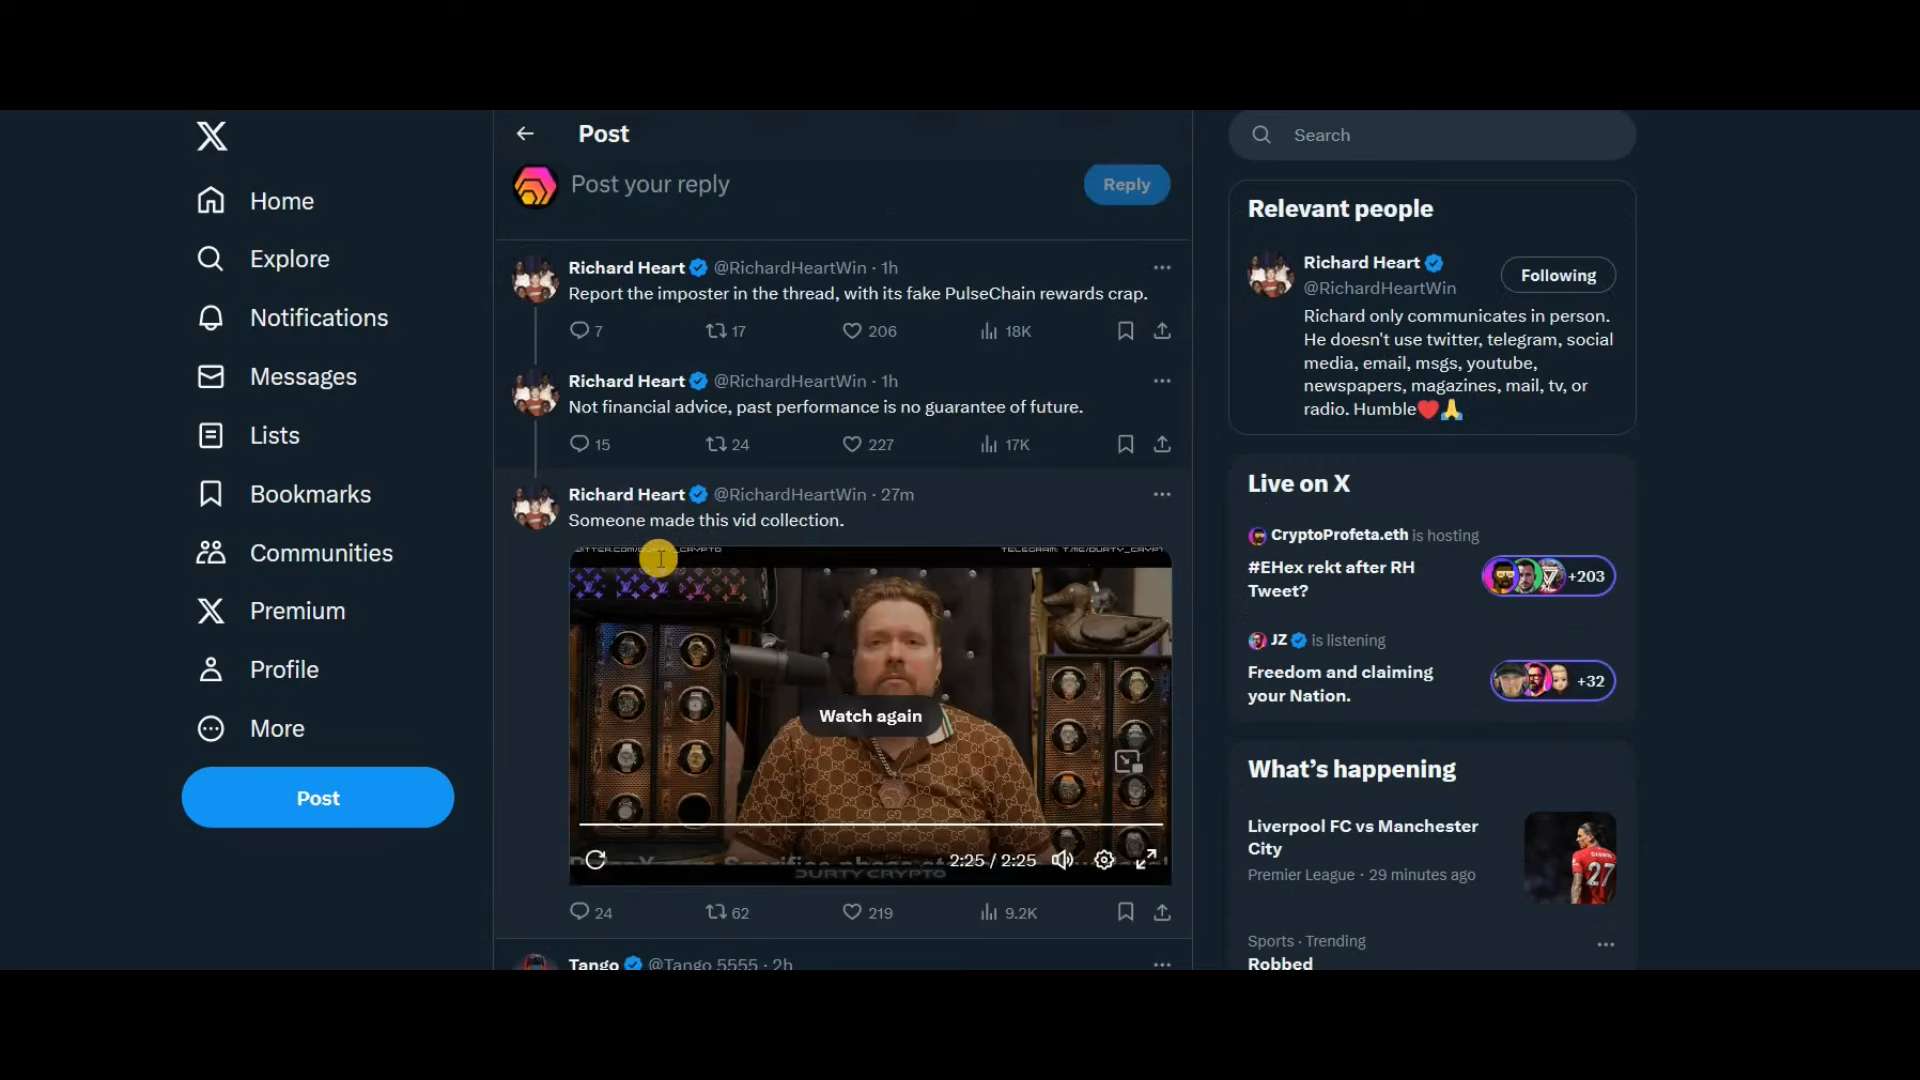 Home
Explore
Notifications
Messages
Lists
Bookmarks
Communities
Premium
Profile
More
Post
Post
Post your reply
Reply
Richard Heart @RichardHeartWin · 1h
Report the imposter in the thread, with its fake PulseChain rewards crap.
7 17 206 18K
Richard Heart @RichardHeartWin · 1h
Not financial advice, past performance is no guarantee of future.
15 24 227 17K
Richard Heart @RichardHeartWin · 27m
Someone made this vid collection.
TELEGRAM: T.ME/DURTY_CRYPT
Watch again
2:25 / 2:25
DURTY CRYPTO
24 62 219 9.2K
Tango @Tango_5555 · 2h
Search
Relevant people
Richard Heart
@RichardHeartWin
Following
Richard only communicates in person.
He doesn't use twitter, telegram, social
media, email, msgs, youtube,
newspapers, magazines, mail, tv, or
radio. Humble❤️🙏
Live on X
CryptoProfeta.eth is hosting
#EHex rekt after RH
Tweet?
+203
JZ is listening
Freedom and claiming
your Nation.
+32
What's happening
Liverpool FC vs Manchester
City
Premier League · 29 minutes ago
27
Sports · Trending
Robbed